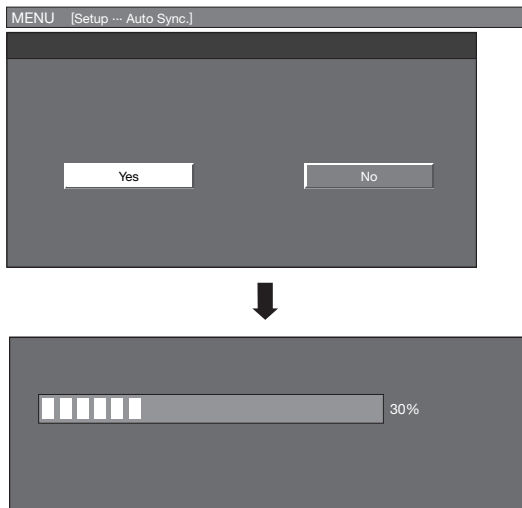 MENU [Setup ··· Auto Sync.]
Yes No
30%